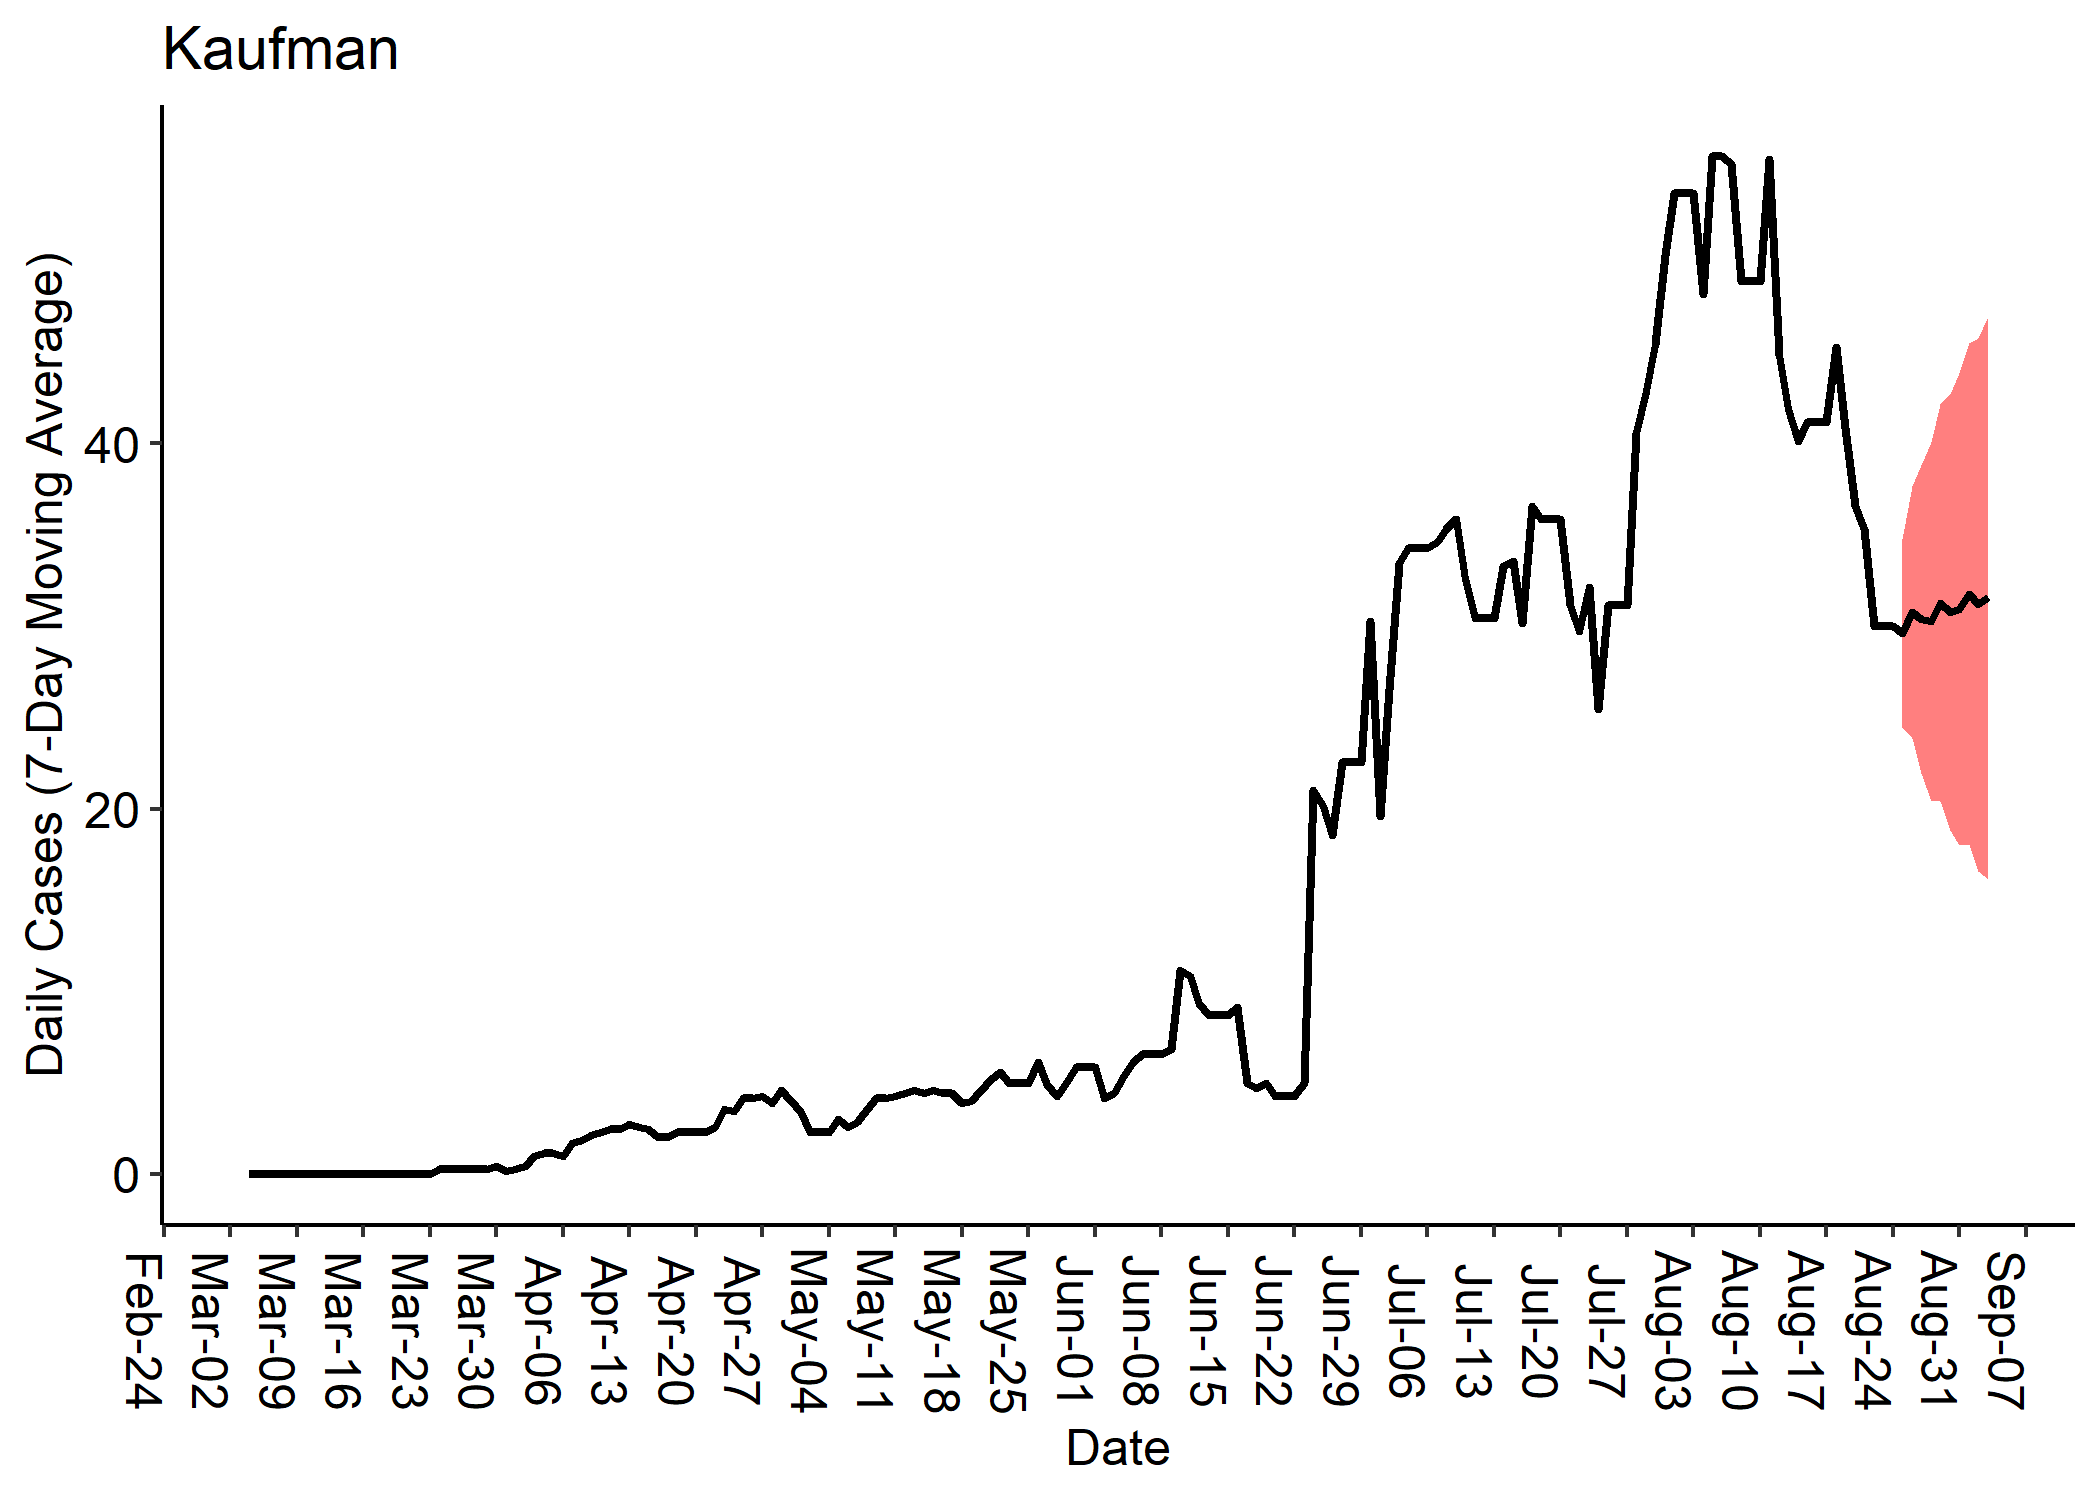 Kaufman
Daily Cases (7-Day Moving Average)
40
20
0
Feb-24
Mar-02
Mar-09
Mar-16
Mar-23
Mar-30
Apr-06
Apr-13
Apr-20
Apr-27
May-04
May-11
May-18
May-25
Jun-01
Jun-08
Jun-15
Jun-22
Jun-29
Jul-06
Jul-13
Jul-20
Jul-27
Aug-03
Aug-10
Aug-17
Aug-24
Aug-31
Sep-07
Date